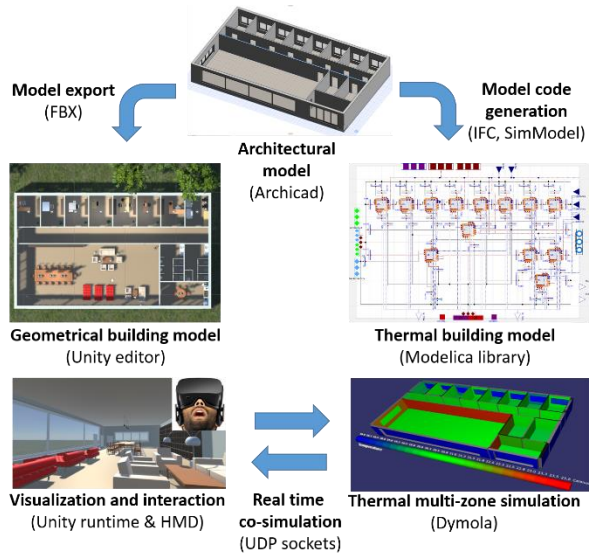 Model export
(FBX)
Model code
generation
(IFC, SimModel)
Architectural
model
(Archicad)
Geometrical building model
(Unity editor)
Thermal building model
(Modelica library)
Visualization and interaction
(Unity runtime & HMD)
Real time
co-simulation
(UDP sockets)
Thermal multi-zone simulation
(Dymola)